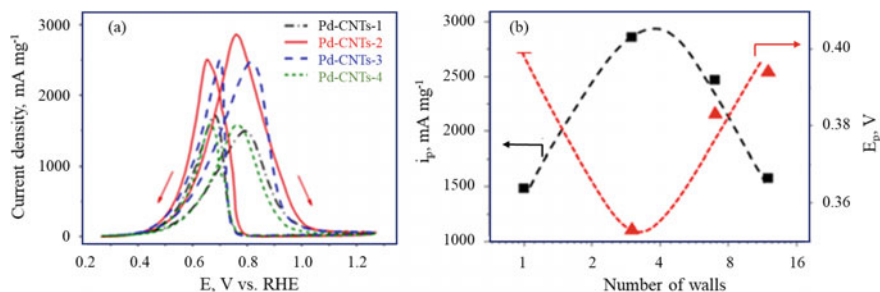 (a)
Pd-CNTs-1
Pd-CNTs-2
Pd-CNTs-3
Pd-CNTs-4
Current density, mA mg⁻¹
3000
2000
1000
0
0.2 0.4 0.6 0.8 1.0 1.2
E, V vs. RHE
(b)
iₚ, mA mg⁻¹
3000
2500
2000
1500
1000
0.40
0.38
0.36
Eₚ, V
1 2 4 8 16
Number of walls